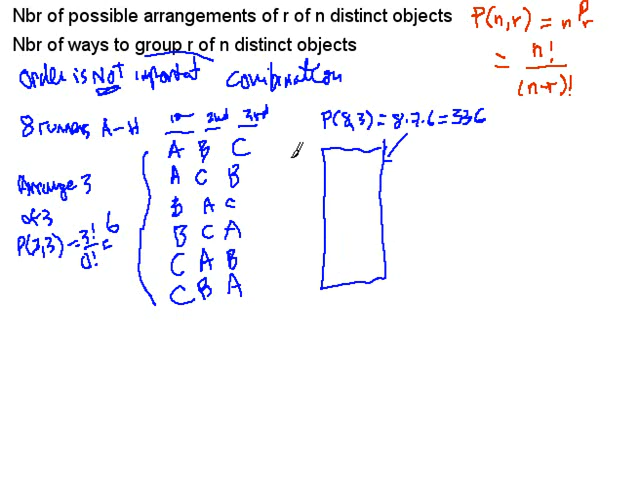 Nbr of possible arrangements of r of n distinct objects
P(n,r) = nPr
= n!/(n-r)!
Nbr of ways to group r of n distinct objects
order is NOT important combination
8 runners A-H
1st 2nd 3rd
A B C
A C B
B A C
B C A
C A B
C B A
Arrange 3
of 3
P(3,3) = 3!/0! = 6
P(8,3) = 8·7·6 = 336